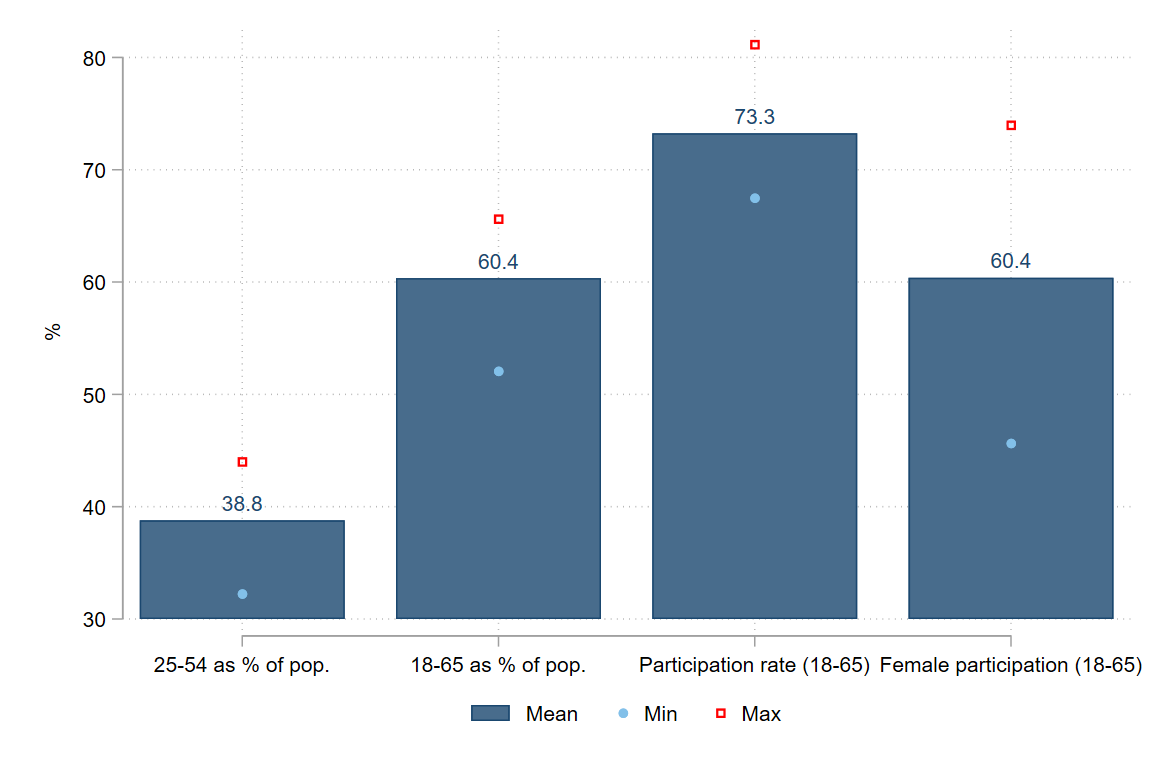 80
70
60
50
40
30
%
38.8
60.4
73.3
60.4
25-54 as % of pop.
18-65 as % of pop.
Participation rate (18-65)
Female participation (18-65)
Mean
Min
Max